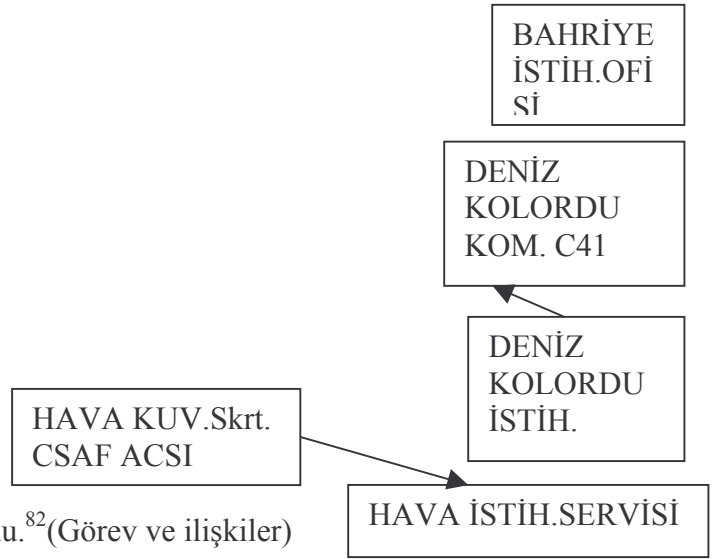 BAHRİYE
İSTİH.OFİ
Sİ
DENİZ
KOLORDU
KOM. C41
DENİZ
KOLORDU
İSTİH.
HAVA KUV.Skrt.
CSAF ACSI
HAVA İSTİH.SERVİSİ
u.82(Görev ve ilişkiler)